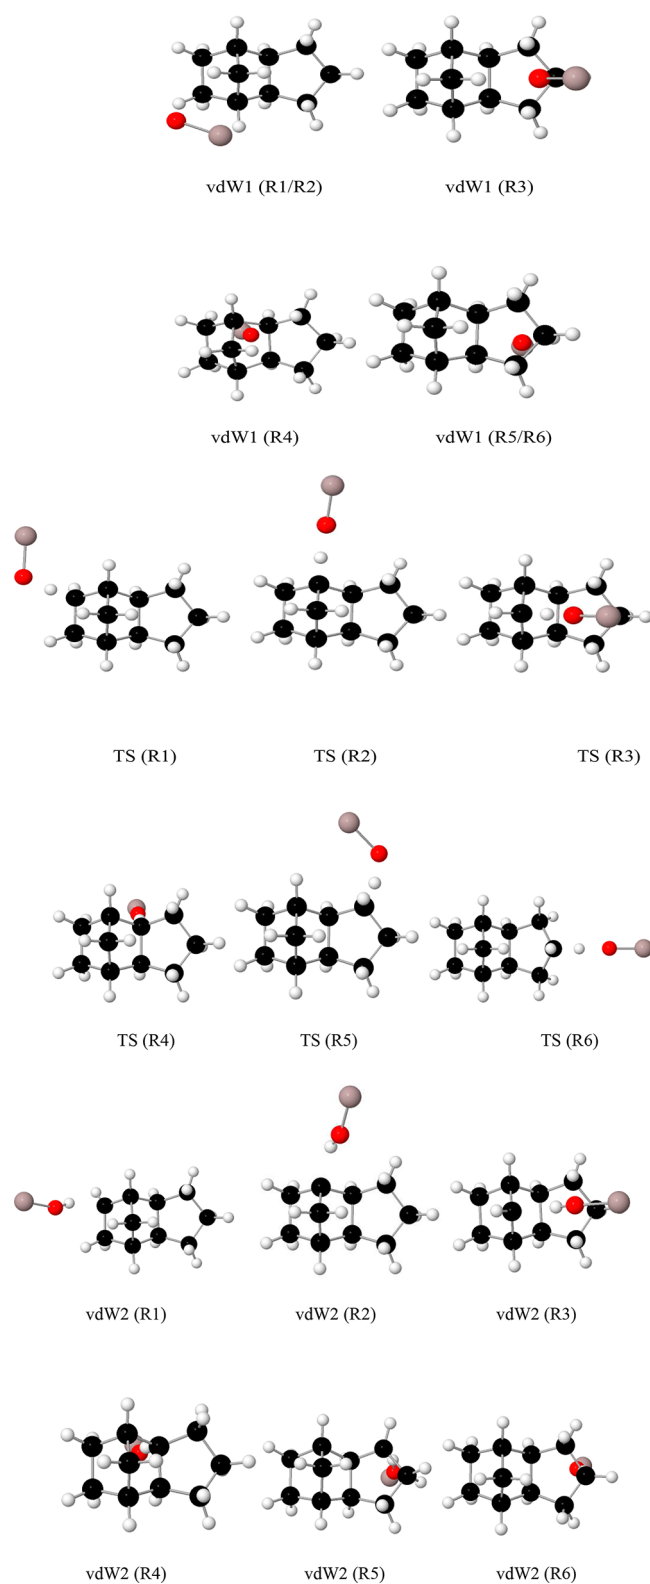 vdW1 (R1/R2)
vdW1 (R3)
vdW1 (R4)
vdW1 (R5/R6)
TS (R1)
TS (R2)
TS (R3)
TS (R4)
TS (R5)
TS (R6)
vdW2 (R1)
vdW2 (R2)
vdW2 (R3)
vdW2 (R4)
vdW2 (R5)
vdW2 (R6)